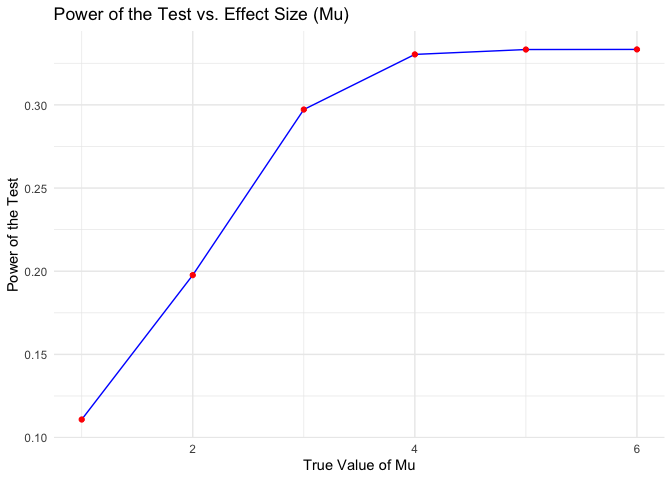 Power of the Test vs. Effect Size (Mu)
Power of the Test
0.30
0.25
0.20
0.15
0.10
2 4 6
True Value of Mu